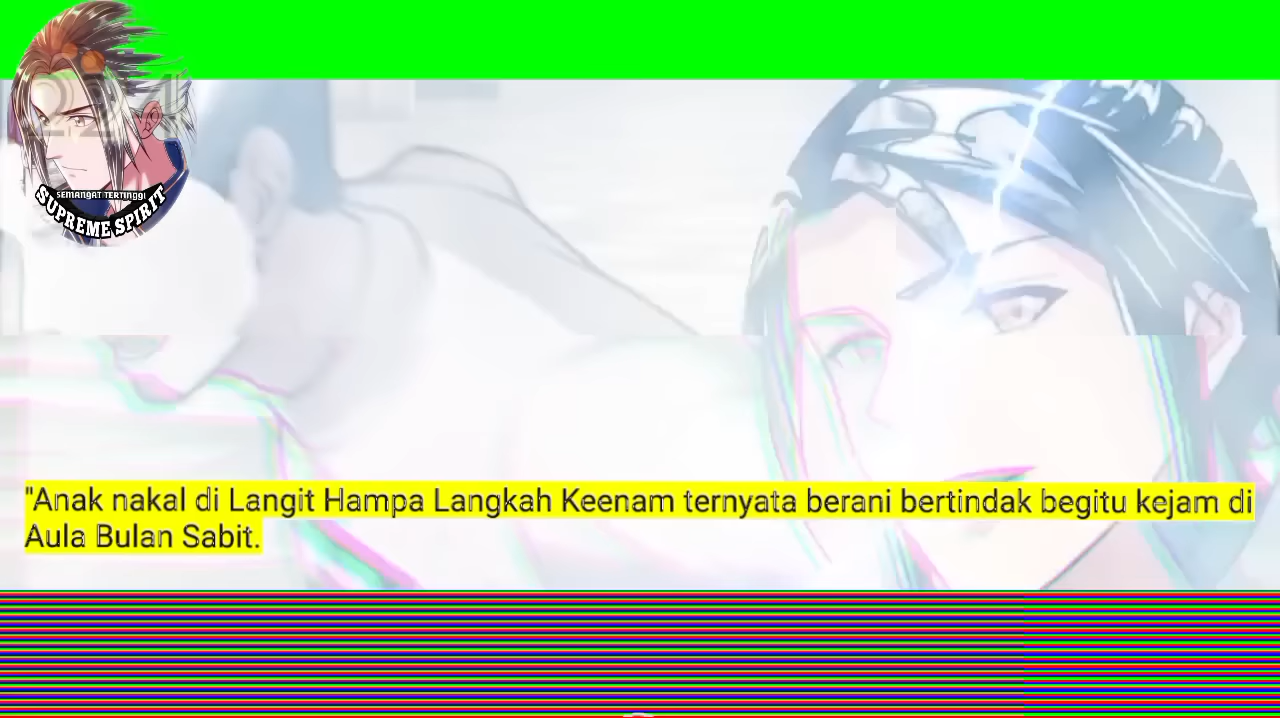 221
SEMANGAT TERTINGGI
SUPREME SPIRIT
"Anak nakal di Langit Hampa Langkah Keenam ternyata berani bertindak begitu kejam di
Aula Bulan Sabit.